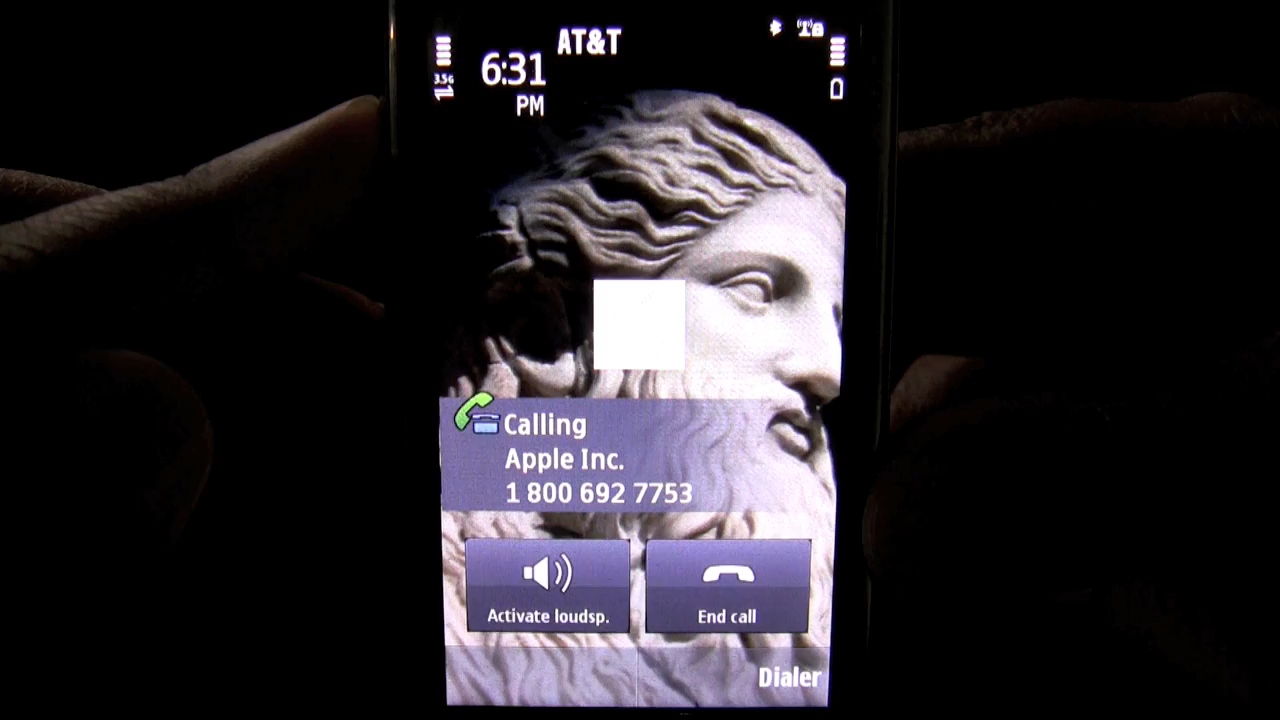 AT&T
3.5G
6:31
PM
Calling
Apple Inc.
1 800 692 7753
Activate loudsp.
End call
Dialer